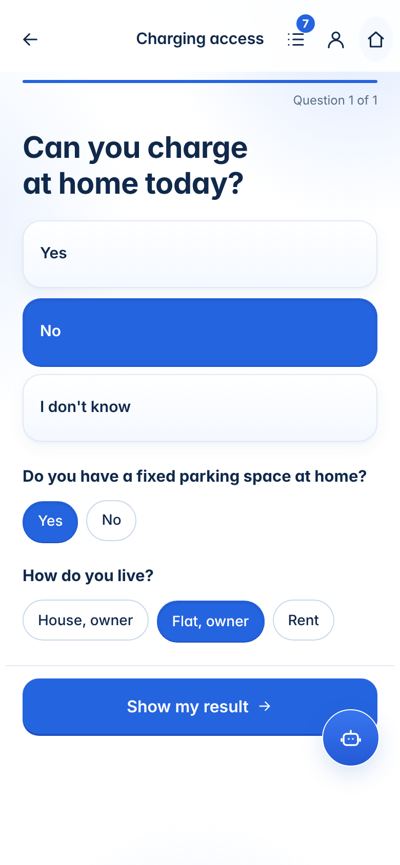 Charging access
7
Question 1 of 1
Can you charge
at home today?
Yes
No
I don't know
Do you have a fixed parking space at home?
Yes
No
How do you live?
House, owner
Flat, owner
Rent
Show my result →